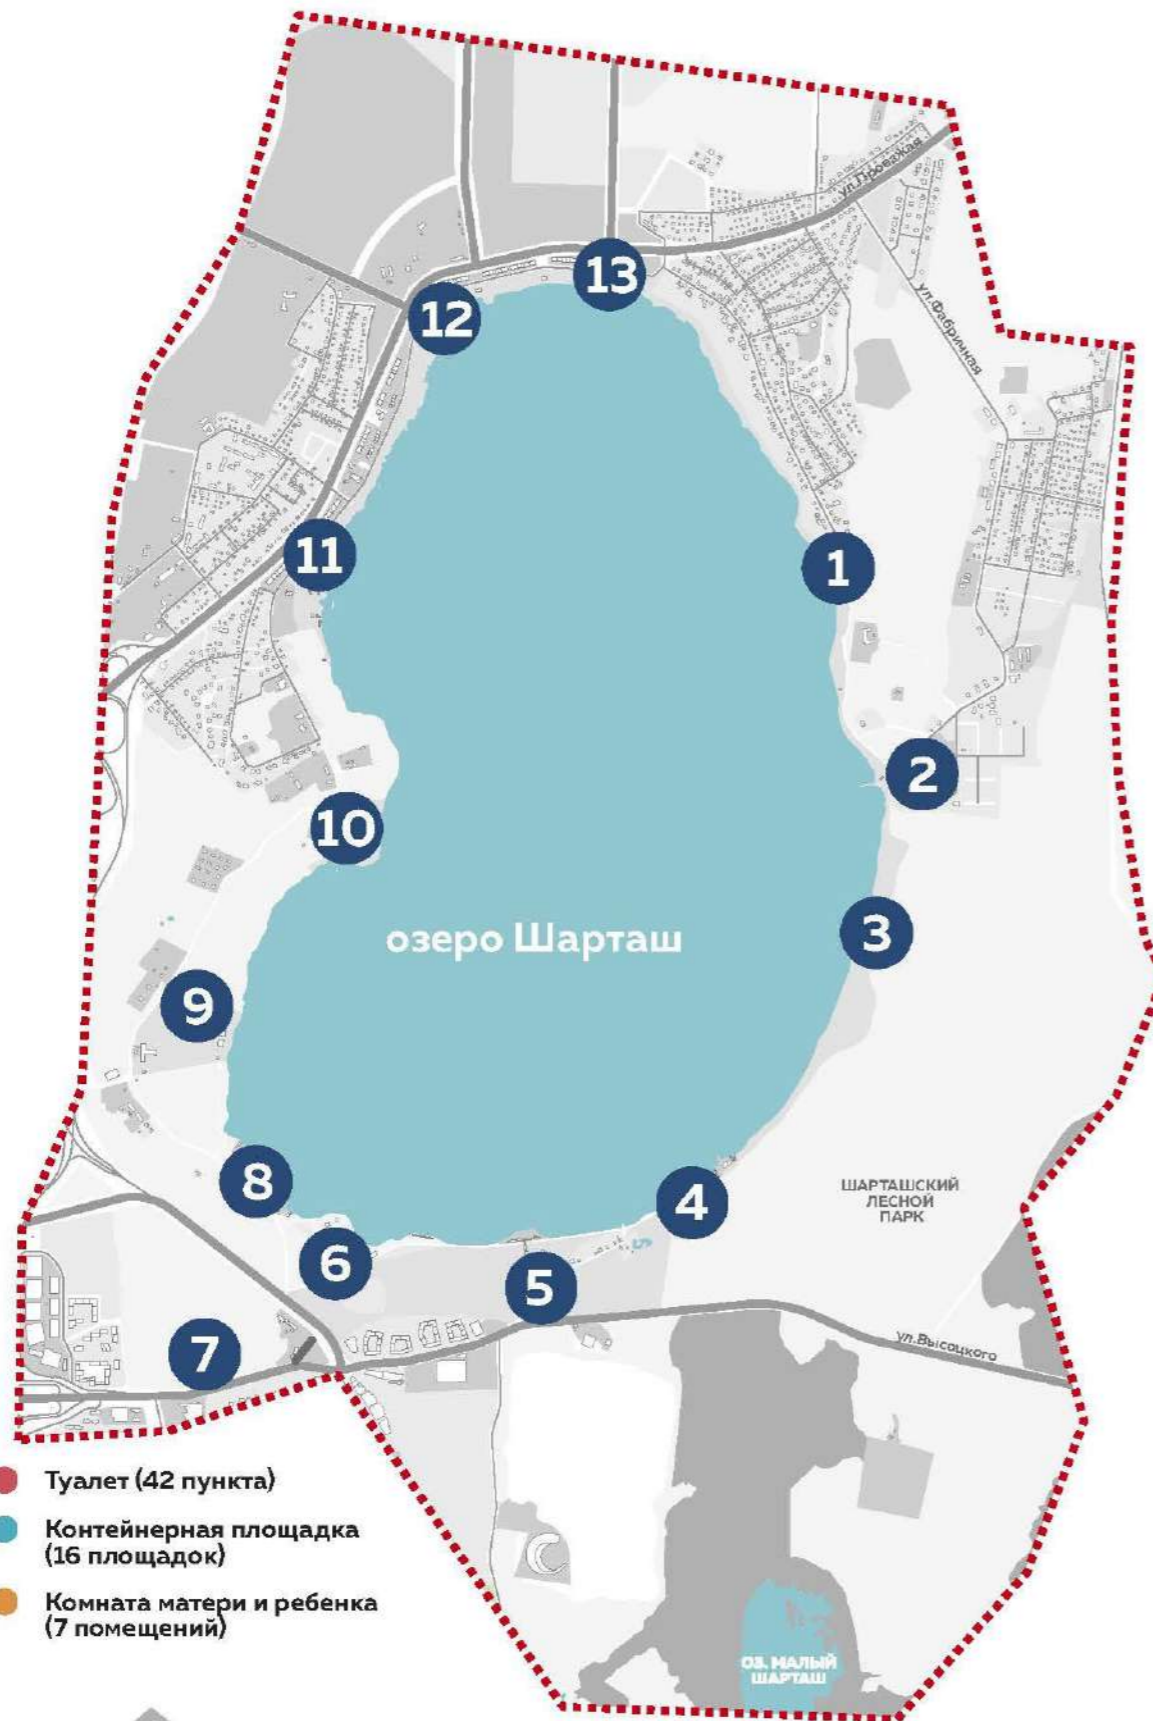 ул.Проезжая
13
12
ул.Фабричная
11
1
2
10
озеро Шарташ
3
9
8
4
ШАРТАШСКИЙ
ЛЕСНОЙ
ПАРК
6
5
7
ул.Высоцкого
Туалет (42 пункта)
Контейнерная площадка
(16 площадок)
Комната матери и ребенка
(7 помещений)
ОЗ. МАЛЫЙ
ШАРТАШ